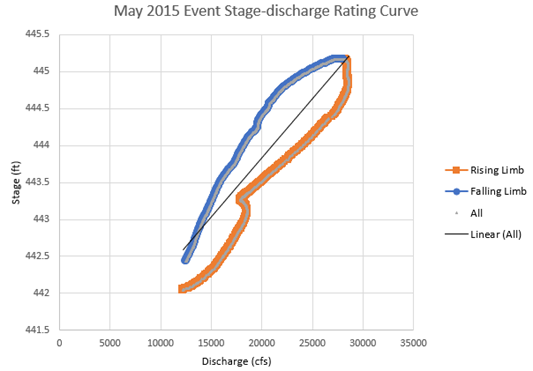 May 2015 Event Stage-discharge Rating Curve
445.5
445
444.5
444
443.5
443
442.5
442
441.5
Stage (ft)
0 5000 10000 15000 20000 25000 30000 35000
Discharge (cfs)
Rising Limb
Falling Limb
All
Linear (All)